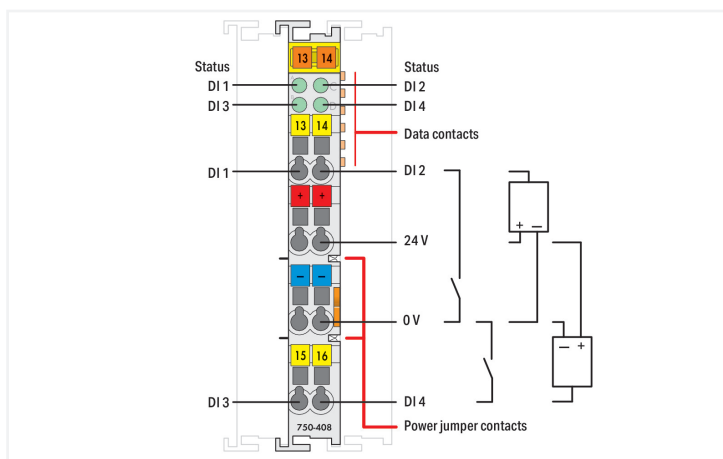 13 14
Status Status
DI 1 DI 2
DI 3 DI 4
13 14
Data contacts
DI 1 DI 2
+ +
+ –
24 V
– –
0 V
– +
15 16
DI 3 DI 4
750-408
Power jumper contacts